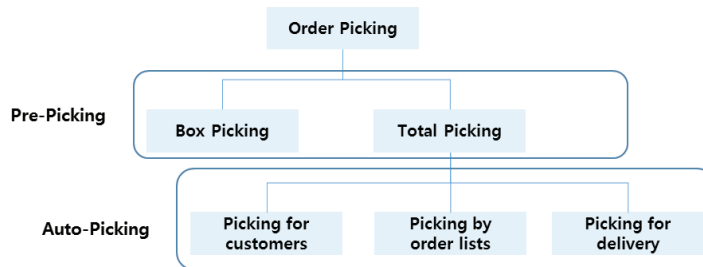 Order Picking
Pre-Picking
Box Picking
Total Picking
Auto-Picking
Picking for
customers
Picking by
order lists
Picking for
delivery